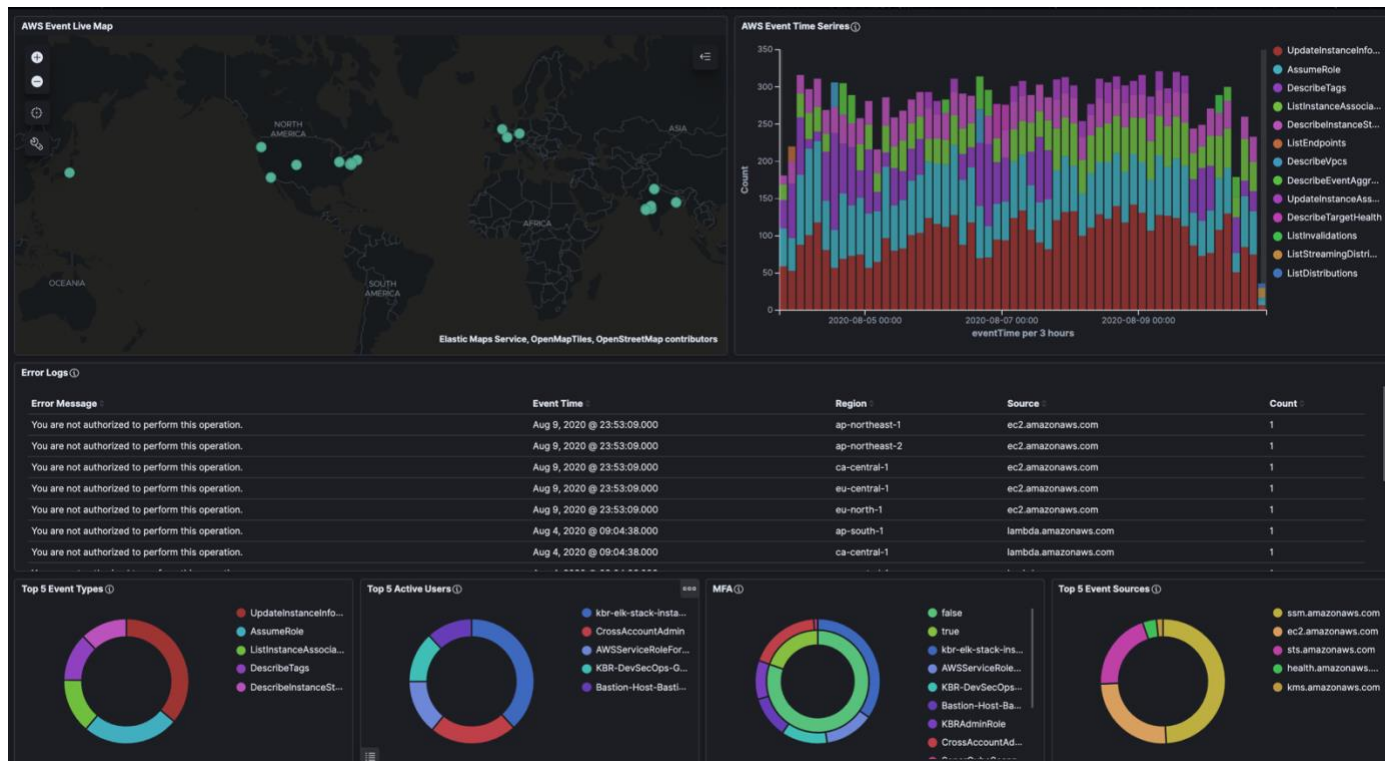 AWS Event Live Map
NORTH
AMERICA
ASIA
AFRICA
OCEANIA
SOUTH
AMERICA
Elastic Maps Service, OpenMapTiles, OpenStreetMap contributors
AWS Event Time Serires
350
300
250
200
150
100
50
0
Count
2020-08-05 00:00
2020-08-07 00:00
2020-08-09 00:00
eventTime per 3 hours
UpdateInstanceInfo...
AssumeRole
DescribeTags
ListInstanceAssocia...
DescribeInstanceSt...
ListEndpoints
DescribeVpcs
DescribeEventAggr...
UpdateInstanceAss...
DescribeTargetHealth
ListInvalidations
ListStreamingDistri...
ListDistributions
Error Logs
Error Message Event Time Region Source Count
You are not authorized to perform this operation. Aug 9, 2020 @ 23:53:09.000 ap-northeast-1 ec2.amazonaws.com 1
You are not authorized to perform this operation. Aug 9, 2020 @ 23:53:09.000 ap-northeast-2 ec2.amazonaws.com 1
You are not authorized to perform this operation. Aug 9, 2020 @ 23:53:09.000 ca-central-1 ec2.amazonaws.com 1
You are not authorized to perform this operation. Aug 9, 2020 @ 23:53:09.000 eu-central-1 ec2.amazonaws.com 1
You are not authorized to perform this operation. Aug 9, 2020 @ 23:53:09.000 eu-north-1 ec2.amazonaws.com 1
You are not authorized to perform this operation. Aug 4, 2020 @ 09:04:38.000 ap-south-1 lambda.amazonaws.com 1
You are not authorized to perform this operation. Aug 4, 2020 @ 09:04:38.000 ca-central-1 lambda.amazonaws.com 1
Top 5 Event Types
UpdateInstanceInfo...
AssumeRole
ListInstanceAssocia...
DescribeTags
DescribeInstanceSt...
Top 5 Active Users
kbr-elk-stack-insta...
CrossAccountAdmin
AWSServiceRoleFor...
KBR-DevSecOps-G...
Bastion-Host-Basti...
MFA
false
true
kbr-elk-stack-ins...
AWSServiceRole...
KBR-DevSecOps-...
Bastion-Host-Ba...
KBRAdminRole
CrossAccountAd...
Top 5 Event Sources
ssm.amazonaws.com
ec2.amazonaws.com
sts.amazonaws.com
health.amazonaws....
kms.amazonaws.com